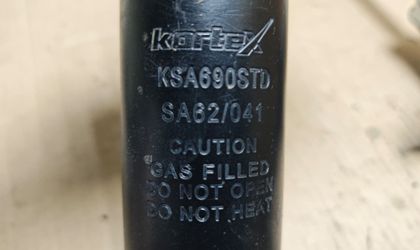 kortex
KSA690STD
SA62/041
CAUTION
GAS FILLED
DO NOT OPEN
DO NOT HEAT